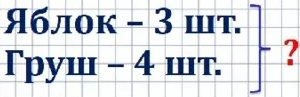 Яблок – 3 шт.
Груш – 4 шт.
?